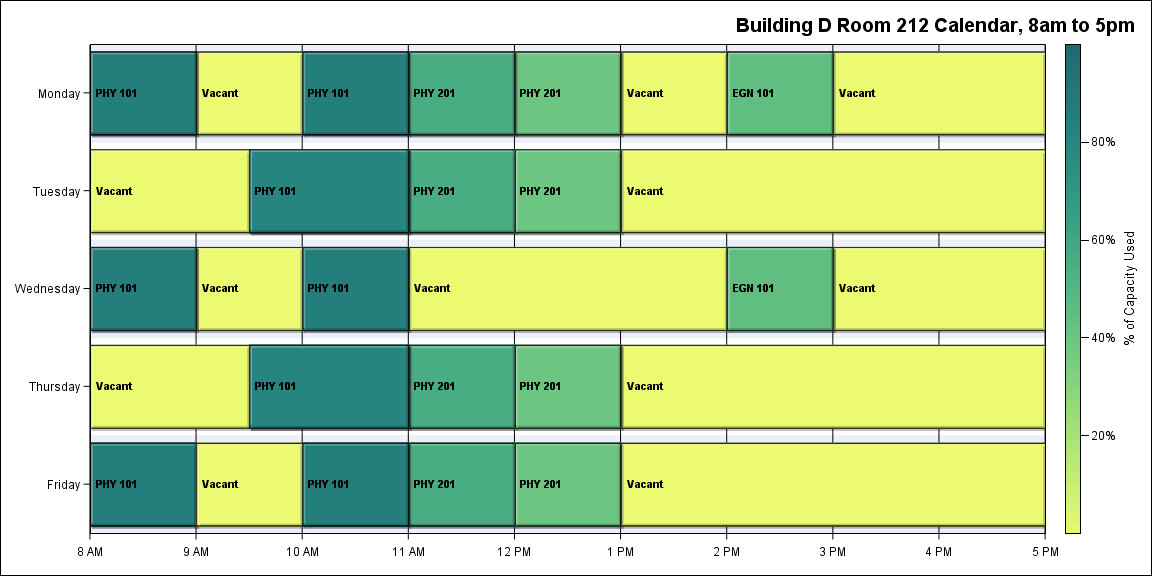 Building D Room 212 Calendar, 8am to 5pm
Monday
PHY 101
Vacant
PHY 101
PHY 201
PHY 201
Vacant
EGN 101
Vacant
Tuesday
Vacant
PHY 101
PHY 201
PHY 201
Vacant
Wednesday
PHY 101
Vacant
PHY 101
Vacant
EGN 101
Vacant
Thursday
Vacant
PHY 101
PHY 201
PHY 201
Vacant
Friday
PHY 101
Vacant
PHY 101
PHY 201
PHY 201
Vacant
8 AM
9 AM
10 AM
11 AM
12 PM
1 PM
2 PM
3 PM
4 PM
5 PM
80%
60%
40%
20%
% of Capacity Used